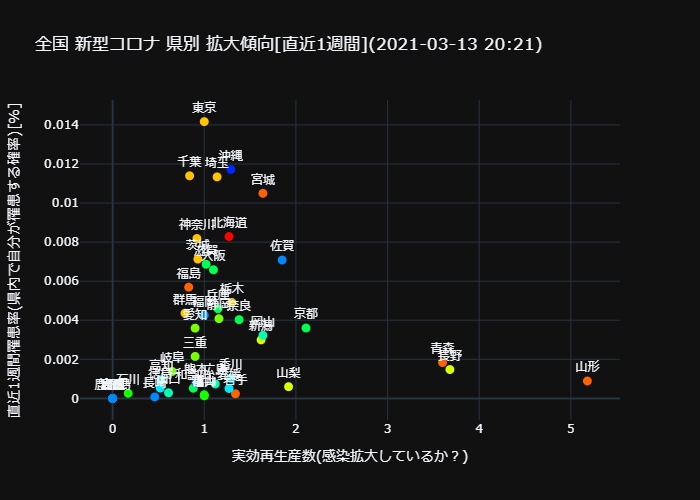 全国 新型コロナ 県別 拡大傾向[直近1週間](2021-03-13 20:21)
直近1週間罹患率(県内で自分が罹患する確率)[%]
0.014
0.012
0.01
0.008
0.006
0.004
0.002
0
東京
千葉
埼玉
沖縄
宮城
神奈川
北海道
茨城
大阪
佐賀
福島
栃木
群馬
兵庫
福岡
静岡
奈良
愛知
京都
岡山
新潟
三重
岐阜
青森
長野
山形
香川
山梨
石川
岩手
0
1
2
3
4
5
実効再生産数(感染拡大しているか？)